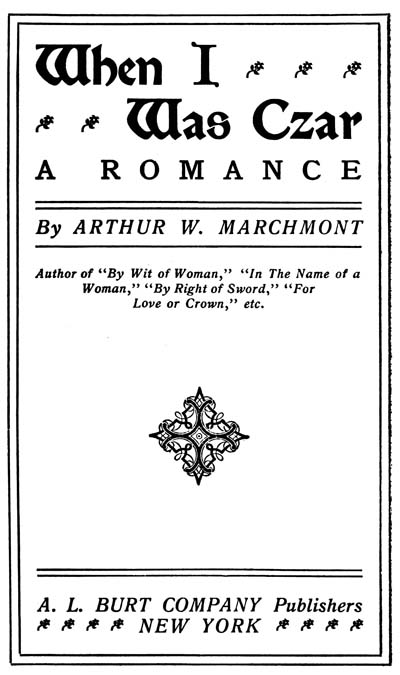 When I
Was Czar
A ROMANCE
By ARTHUR W. MARCHMONT
Author of “By Wit of Woman,” “In The Name of a
Woman,” “By Right of Sword,” “For
Love or Crown,” etc.
A. L. BURT COMPANY Publishers
NEW YORK